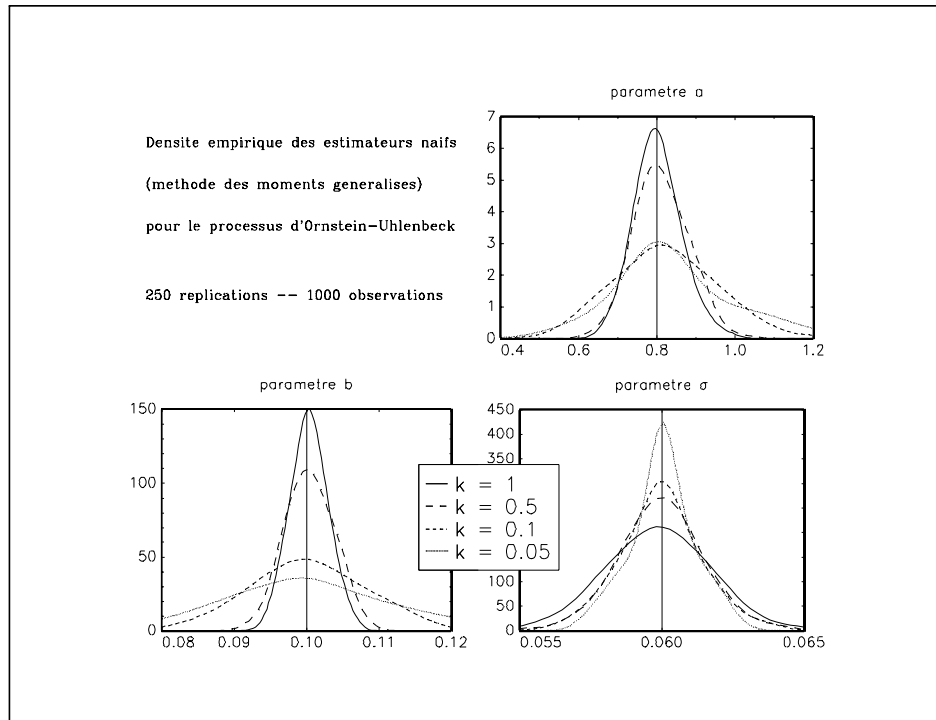 parametre a
Densite empirique des estimateurs naifs
(methode des moments generalises)
pour le processus d'Ornstein-Uhlenbeck
250 replications -- 1000 observations
7
6
5
4
3
2
1
0
0.4 0.6 0.8 1.0 1.2
parametre b
150
100
50
0
0.08 0.09 0.10 0.11 0.12
parametre σ
450
400
350
150
100
50
0
0.055 0.060 0.065
k = 1
k = 0.5
k = 0.1
k = 0.05